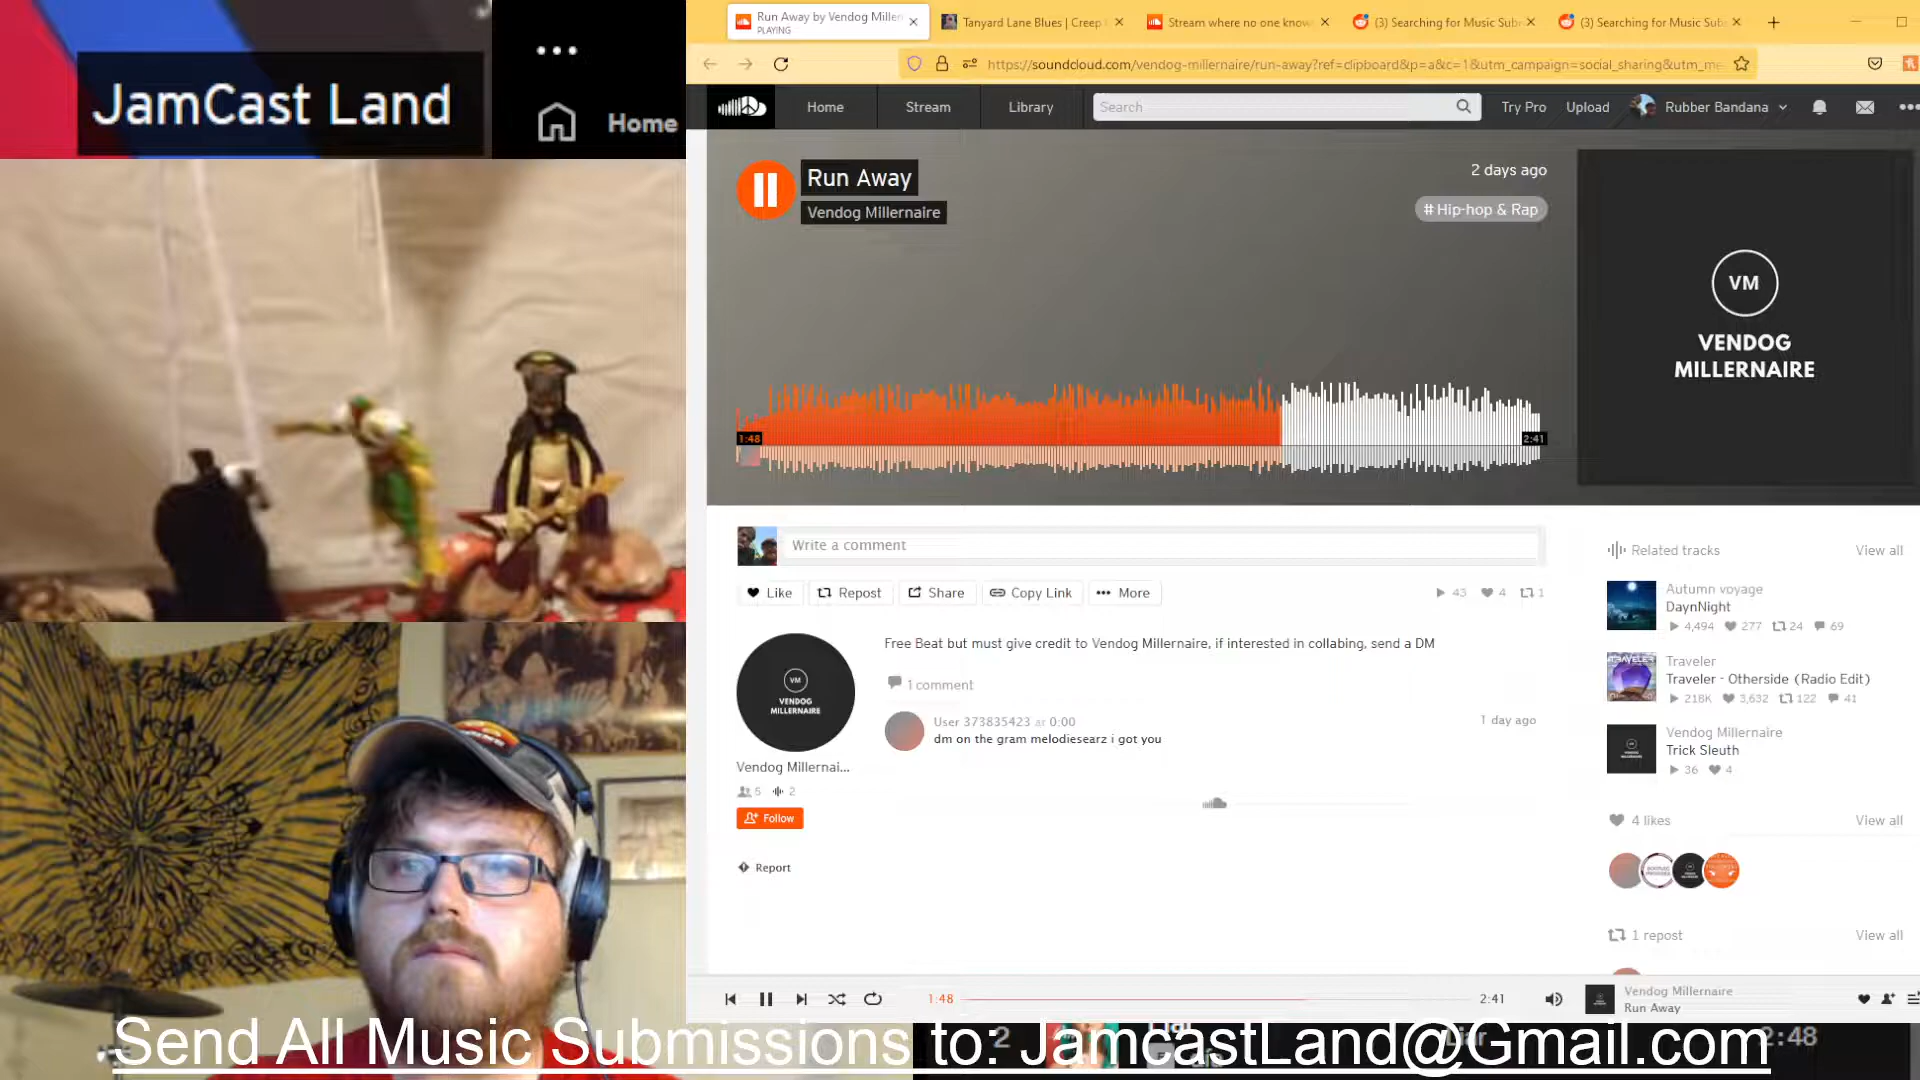 JamCast Land
Home
Run Away by Vendog Miller
PLAYING
Tanyard Lane Blues | Creep
Stream where no one know
(3) Searching for Music Sub
(3) Searching for Music Sub
https://soundcloud.com/vendog-millernaire/run-away?ref=clipboard&p=a&c=1&utm_campaign=social_sharing&utm_me
Home
Stream
Library
Search
Try Pro
Upload
Rubber Bandana
Run Away
Vendog Millernaire
2 days ago
# Hip-hop & Rap
VM
VENDOG
MILLERNAIRE
1:48
2:41
Write a comment
Like
Repost
Share
Copy Link
More
43
4
1
VM
VENDOG
MILLERNAIRE
Vendog Millernai...
5
2
Follow
Report
Free Beat but must give credit to Vendog Millernaire, if interested in collabing, send a DM
1 comment
User 373835423 at 0:00
dm on the gram melodiesearz i got you
1 day ago
Related tracks
View all
Autumn voyage
DaynNight
4,494 277 24 69
Traveler
Traveler - Otherside (Radio Edit)
218K 3,632 122 41
Vendog Millernaire
Trick Sleuth
36 4
4 likes
View all
1 repost
View all
1:48
2:41
Vendog Millernaire
Run Away
Send All Music Submissions to: JamcastLand@Gmail.com
2
Liar
2:48